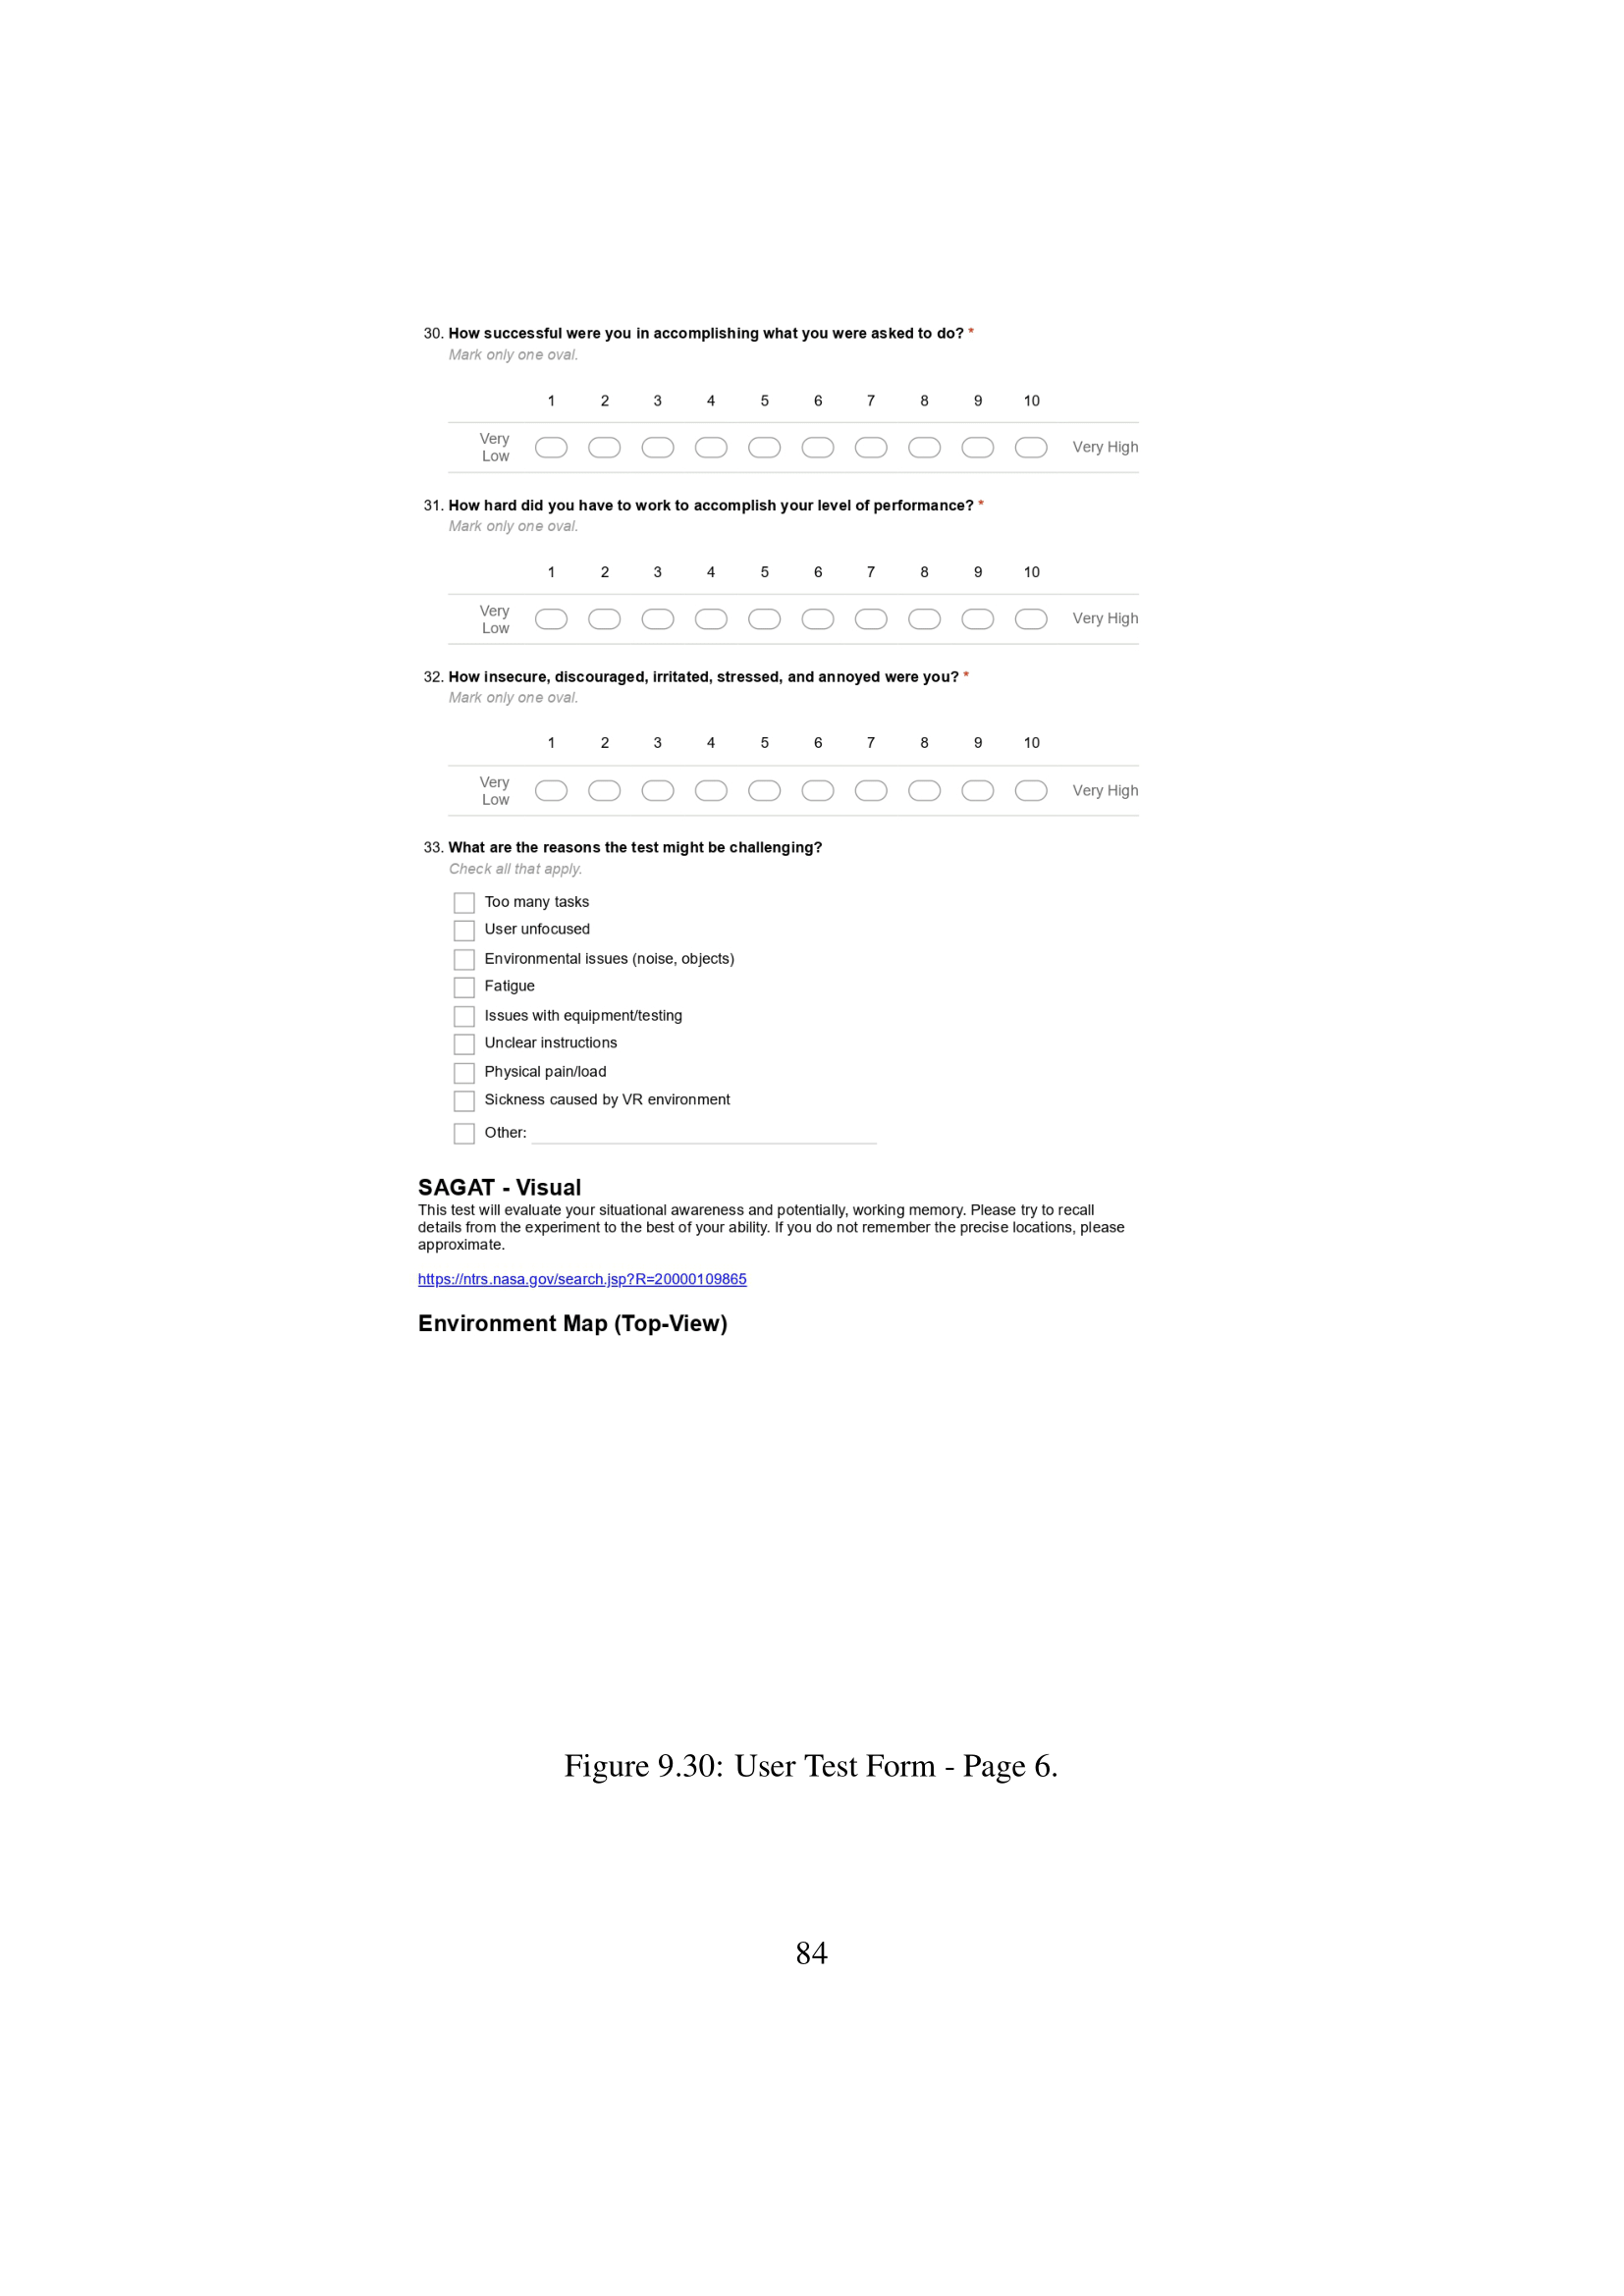 30. How successful were you in accomplishing what you were asked to do? *
Mark only one oval.
1 2 3 4 5 6 7 8 9 10
Very
Low
Very High
31. How hard did you have to work to accomplish your level of performance? *
Mark only one oval.
1 2 3 4 5 6 7 8 9 10
Very
Low
Very High
32. How insecure, discouraged, irritated, stressed, and annoyed were you? *
Mark only one oval.
1 2 3 4 5 6 7 8 9 10
Very
Low
Very High
33. What are the reasons the test might be challenging?
Check all that apply.
Too many tasks
User unfocused
Environmental issues (noise, objects)
Fatigue
Issues with equipment/testing
Unclear instructions
Physical pain/load
Sickness caused by VR environment
Other:
SAGAT - Visual
This test will evaluate your situational awareness and potentially, working memory. Please try to recall
details from the experiment to the best of your ability. If you do not remember the precise locations, please
approximate.
https://ntrs.nasa.gov/search.jsp?R=20000109865
Environment Map (Top-View)
Figure 9.30: User Test Form - Page 6.
84